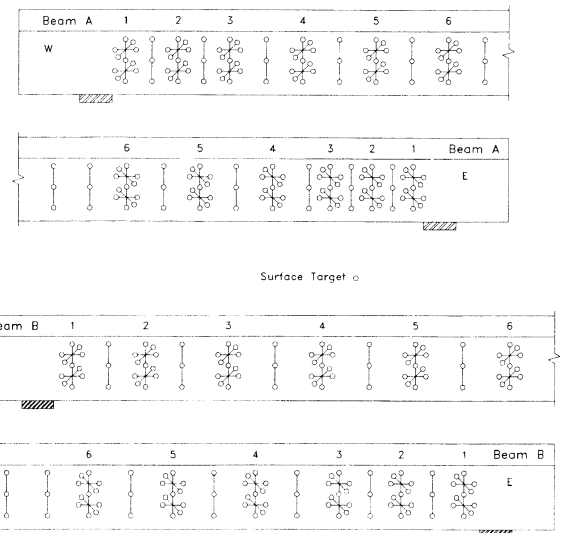 Beam A 1 2 3 4 5 6
W
6 5 4 3 2 1 Beam A
E
Surface Target
eam B 1 2 3 4 5 6
6 5 4 3 2 1 Beam B
E